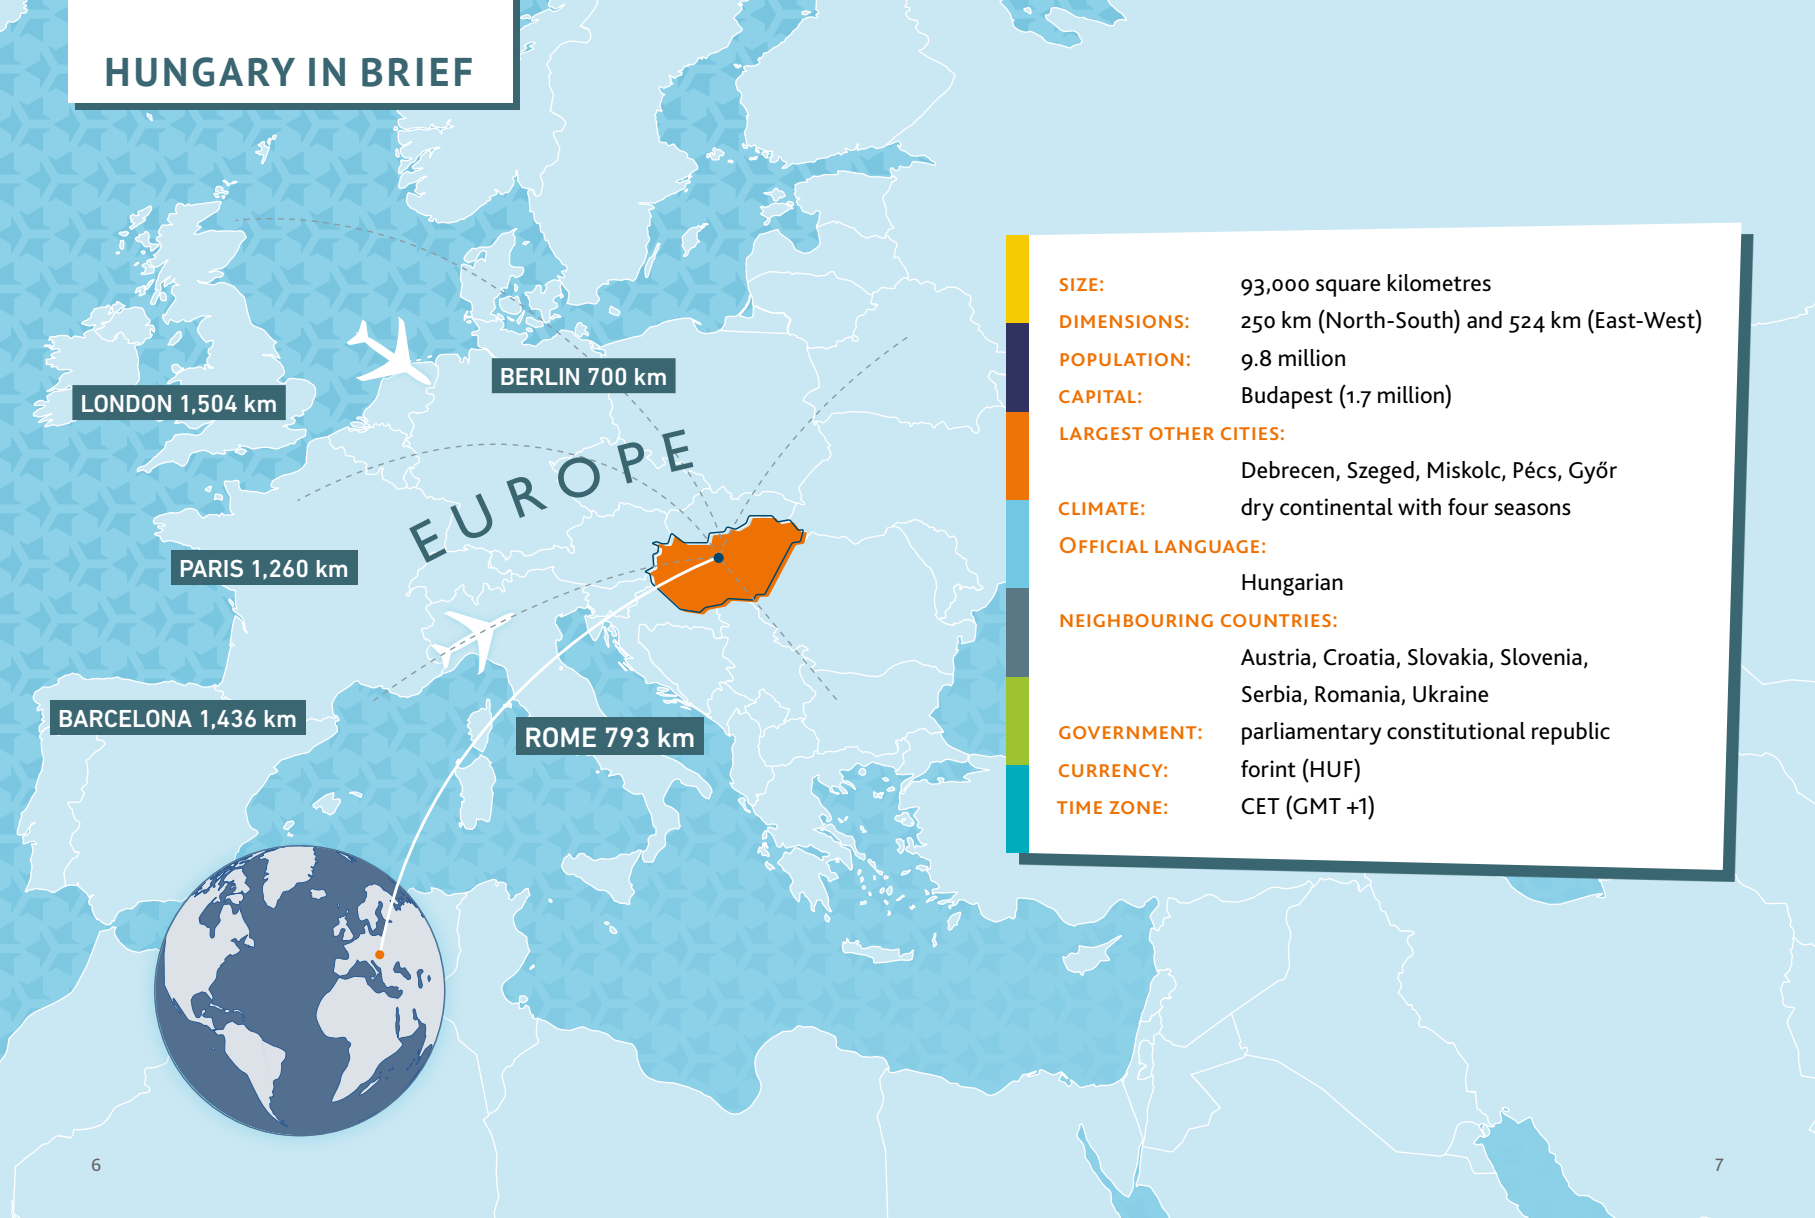 HUNGARY IN BRIEF
BERLIN 700 km
LONDON 1,504 km
EUROPE
PARIS 1,260 km
BARCELONA 1,436 km
ROME 793 km
SIZE: 93,000 square kilometres
DIMENSIONS: 250 km (North-South) and 524 km (East-West)
POPULATION: 9.8 million
CAPITAL: Budapest (1.7 million)
LARGEST OTHER CITIES:
Debrecen, Szeged, Miskolc, Pécs, Győr
CLIMATE: dry continental with four seasons
OFFICIAL LANGUAGE:
Hungarian
NEIGHBOURING COUNTRIES:
Austria, Croatia, Slovakia, Slovenia,
Serbia, Romania, Ukraine
GOVERNMENT: parliamentary constitutional republic
CURRENCY: forint (HUF)
TIME ZONE: CET (GMT +1)
6
7